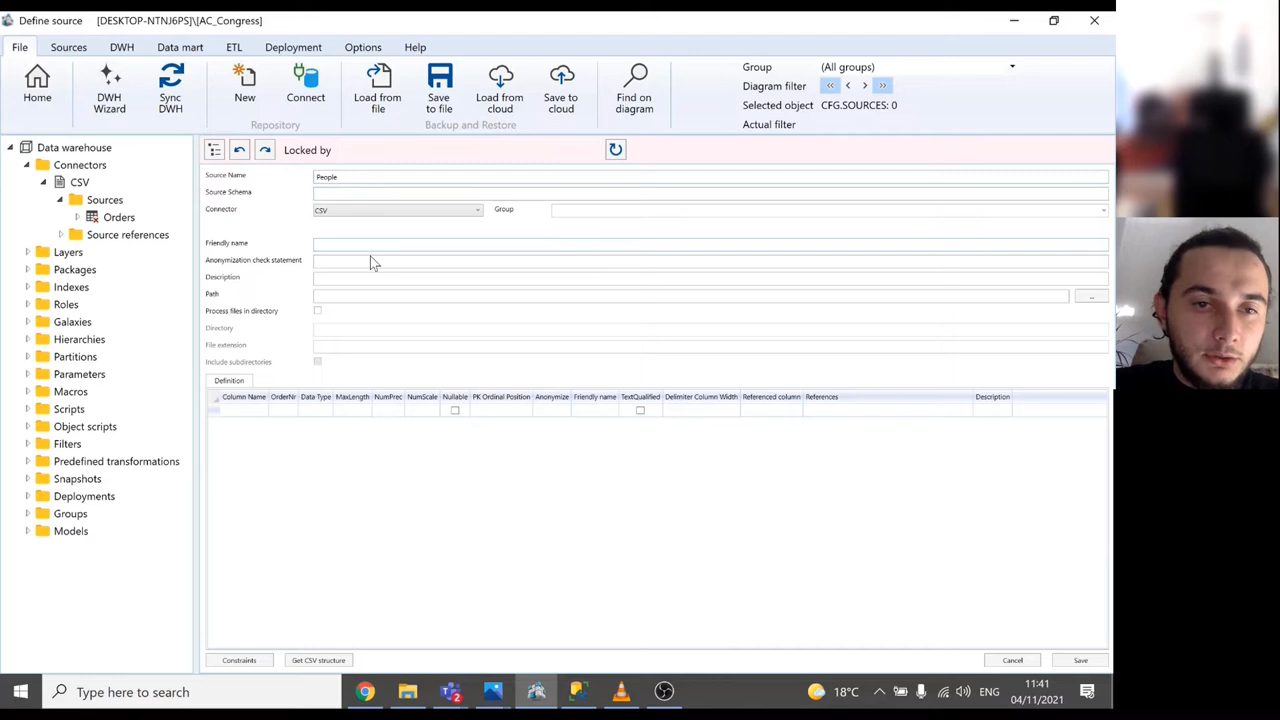 Define source [DESKTOP-NTNJ6PS]\[AC_Congress]
File Sources DWH Data mart ETL Deployment Options Help
Home
DWH Wizard
Sync DWH
New
Connect
Load from file
Save to file
Load from cloud
Save to cloud
Find on diagram
Repository
Backup and Restore
Group (All groups)
Diagram filter
Selected object CFG.SOURCES: 0
Actual filter
Data warehouse
Connectors
CSV
Sources
Orders
Source references
Layers
Packages
Indexes
Roles
Galaxies
Hierarchies
Partitions
Parameters
Macros
Scripts
Object scripts
Filters
Predefined transformations
Snapshots
Deployments
Groups
Models
Locked by
Source Name People
Source Schema
Connector CSV Group
Friendly name
Anonymization check statement
Description
Path ...
Process files in directory
Directory
File extension
Include subdirectories
Definition
Column Name OrderNr Data Type MaxLength NumPrec NumScale Nullable PK Ordinal Position Anonymize Friendly name TextQualified Delimiter Column Width Referenced column References Description
Constraints Get CSV structure Cancel Save
Type here to search
2
18°C ENG
11:41
04/11/2021